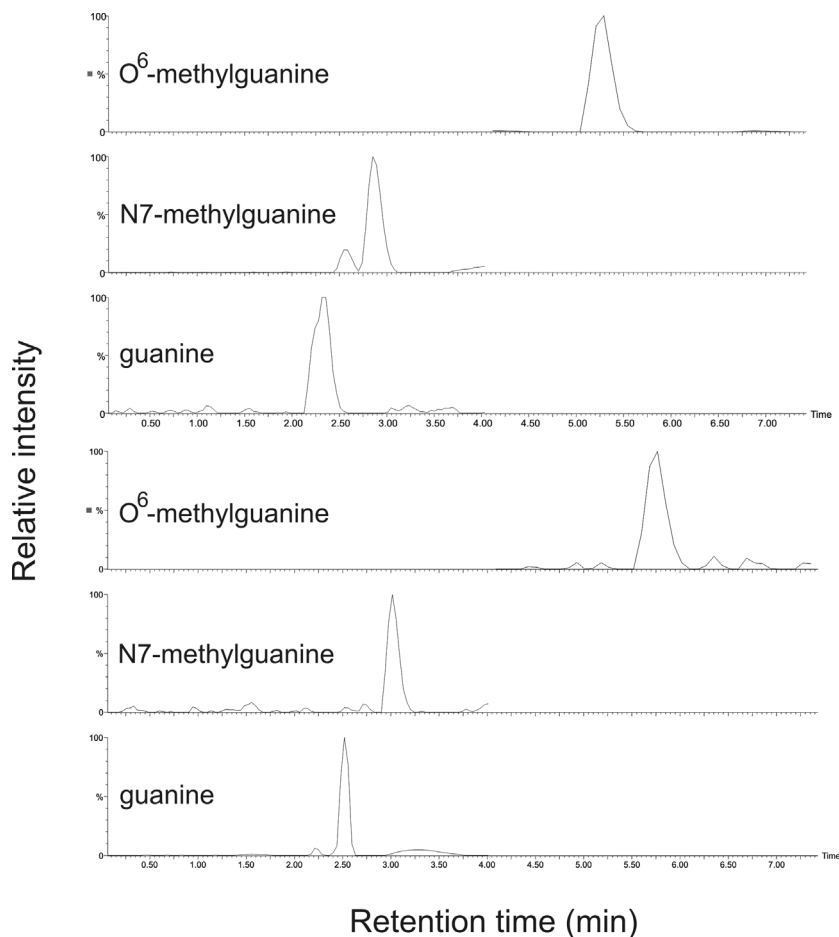 Relative intensity
100
%
O⁶-methylguanine
0
100
%
N7-methylguanine
0
100
%
guanine
0
0.50 1.00 1.50 2.00 2.50 3.00 3.50 4.00 4.50 5.00 5.50 6.00 6.50 7.00 Time
100
%
O⁶-methylguanine
0
100
%
N7-methylguanine
0
100
%
guanine
0
0.50 1.00 1.50 2.00 2.50 3.00 3.50 4.00 4.50 5.00 5.50 6.00 6.50 7.00 Time
Retention time (min)